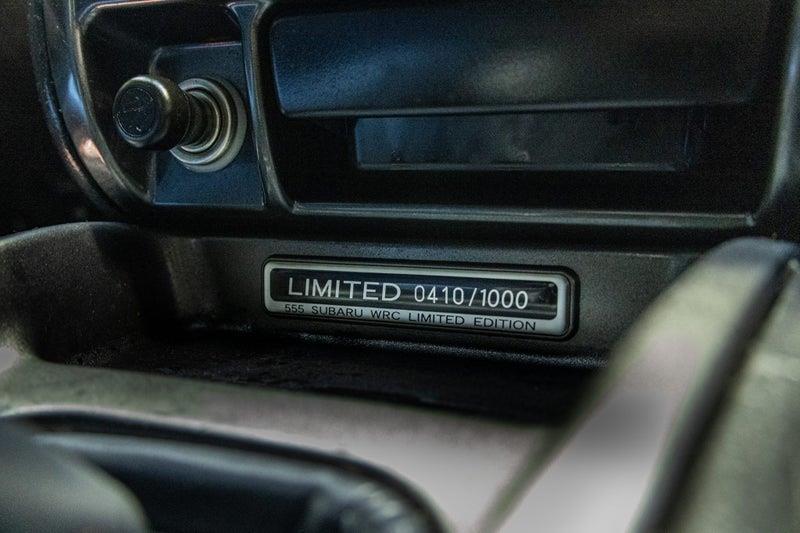 LIMITED 0410/1000
555 SUBARU WRC LIMITED EDITION